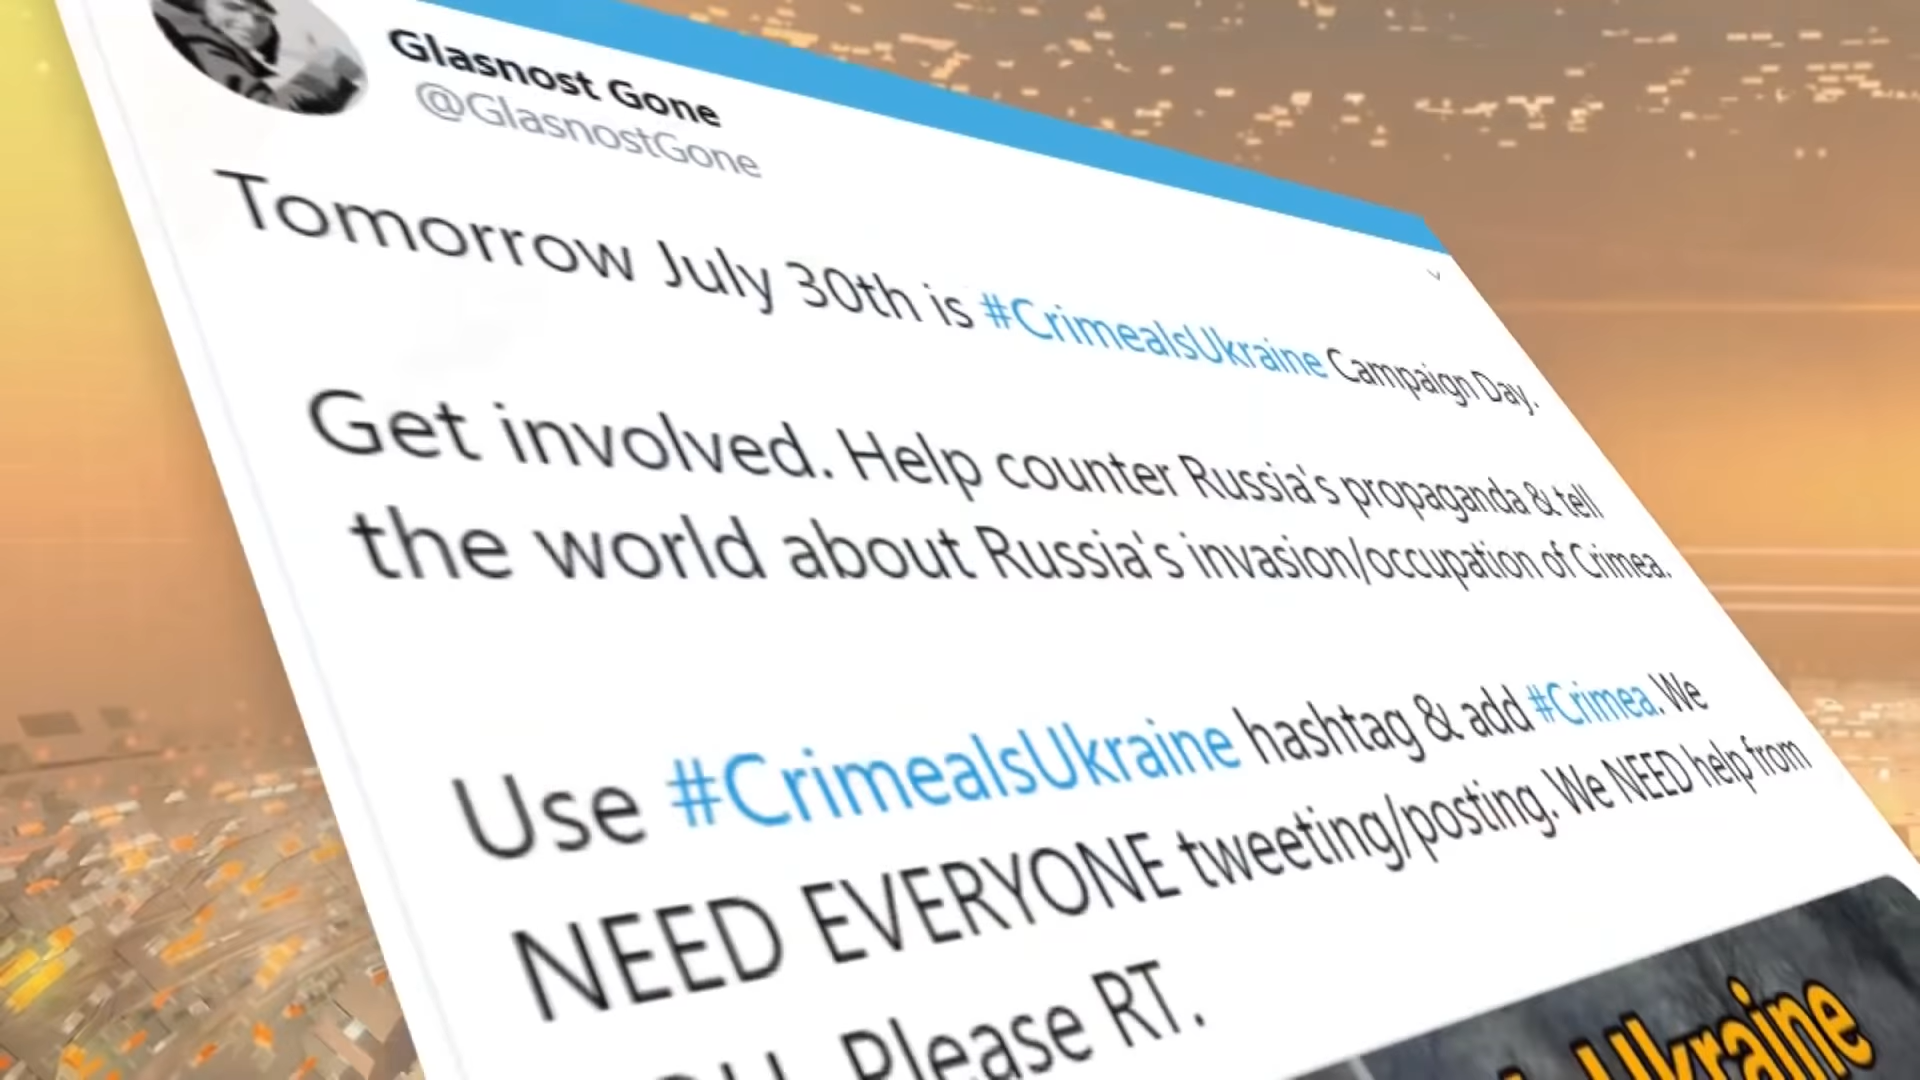 Glasnost Gone
@GlasnostGone
Tomorrow July 30th is #CrimeaIsUkraine Campaign Day.
Get involved. Help counter Russia's propaganda & tell
the world about Russia's invasion/occupation of Crimea.
Use #CrimeaIsUkraine hashtag & add #Crimea. We
NEED EVERYONE tweeting/posting. We NEED help from
Please RT.
Ukraine